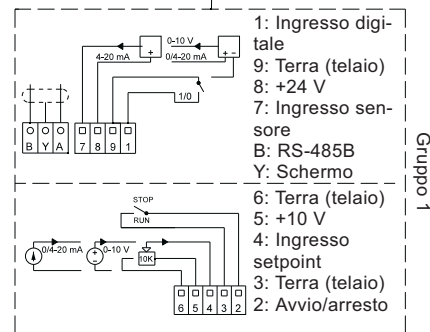 0-10 V
+
+ -
4-20 mA
0/4-20 mA
1/0
B Y A
7 8 9 1
1: Ingresso digi-
tale
9: Terra (telaio)
8: +24 V
7: Ingresso sen-
sore
B: RS-485B
Y: Schermo
Gruppo 1
STOP
RUN
0/4-20 mA
+
-
0-10 V
10K
6 5 4 3 2
6: Terra (telaio)
5: +10 V
4: Ingresso
setpoint
3: Terra (telaio)
2: Avvio/arresto